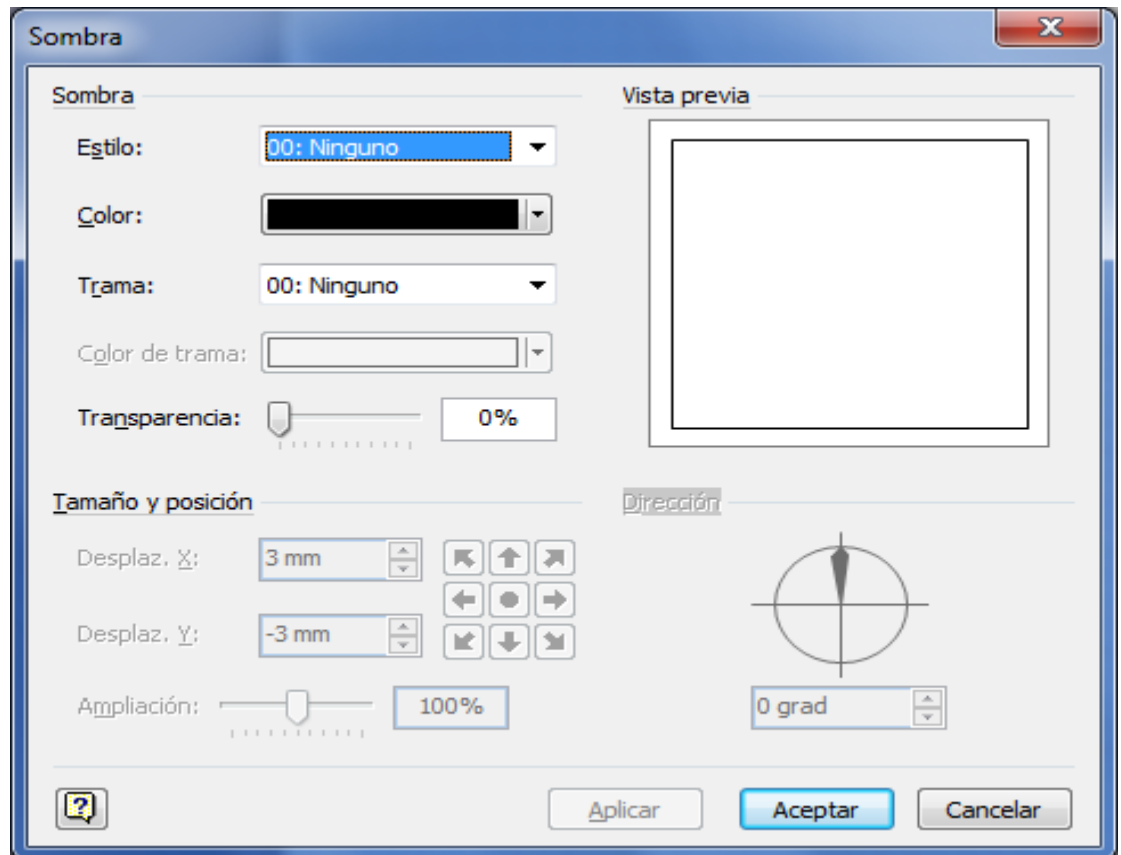 Sombra
Sombra
Vista previa
Estilo:
00: Ninguno
Color:
Trama:
00: Ninguno
Color de trama:
Transparencia:
0%
Tamaño y posición
Dirección
Desplaz. X:
3 mm
Desplaz. Y:
-3 mm
Ampliación:
100%
0 grad
Aplicar
Aceptar
Cancelar